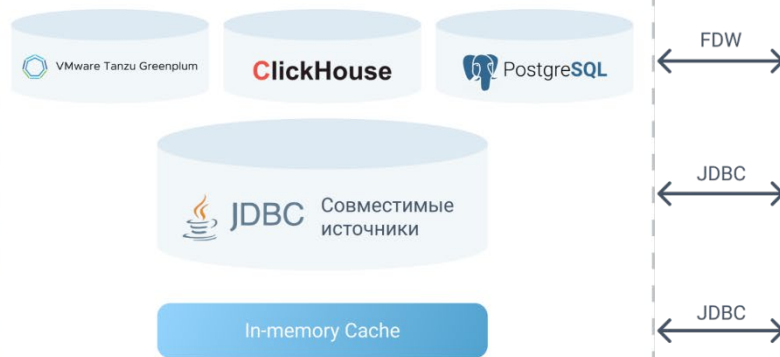 VMware Tanzu Greenplum
ClickHouse
PostgreSQL
FDW
JDBC
Совместимые
источники
JDBC
In-memory Cache
JDBC